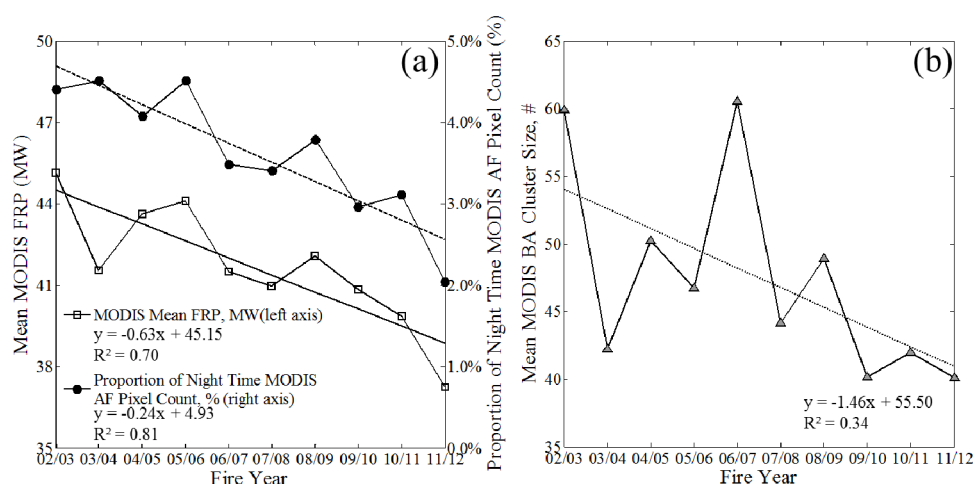 (a)
Mean MODIS FRP (MW)
50
47
44
41
38
35
5.0%
4.0%
3.0%
2.0%
1.0%
0.0%
Proportion of Night Time MODIS AF Pixel Count (%)
MODIS Mean FRP, MW(left axis)
y = -0.63x + 45.15
R² = 0.70
Proportion of Night Time MODIS
AF Pixel Count, % (right axis)
y = -0.24x + 4.93
R² = 0.81
02/03 03/04 04/05 05/06 06/07 07/08 08/09 09/10 10/11 11/12
Fire Year
(b)
Mean MODIS BA Cluster Size, #
65
60
55
50
45
40
35
y = -1.46x + 55.50
R² = 0.34
02/03 03/04 04/05 05/06 06/07 07/08 08/09 09/10 10/11 11/12
Fire Year